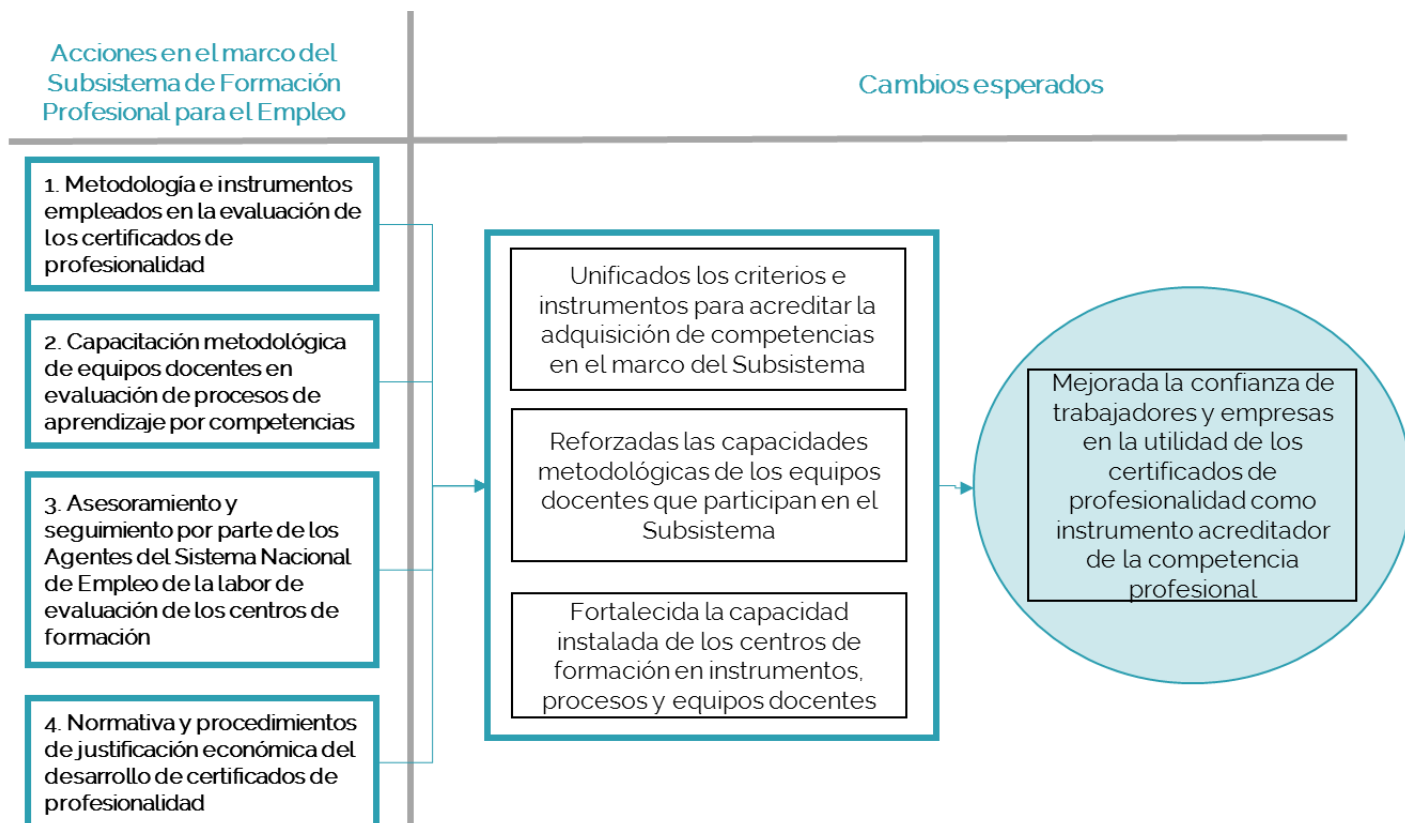 Acciones en el marco del
Subsistema de Formación
Profesional para el Empleo
Cambios esperados
1. Metodología e instrumentos
empleados en la evaluación de
los certificados de
profesionalidad
2. Capacitación metodológica
de equipos docentes en
evaluación de procesos de
aprendizaje por competencias
3. Asesoramiento y
seguimiento por parte de los
Agentes del Sistema Nacional
de Empleo de la labor de
evaluación de los centros de
formación
4. Normativa y procedimientos
de justificación económica del
desarrollo de certificados de
profesionalidad
Unificados los criterios e
instrumentos para acreditar la
adquisición de competencias
en el marco del Subsistema
Reforzadas las capacidades
metodológicas de los equipos
docentes que participan en el
Subsistema
Fortalecida la capacidad
instalada de los centros de
formación en instrumentos,
procesos y equipos docentes
Mejorada la confianza de
trabajadores y empresas
en la utilidad de los
certificados de
profesionalidad como
instrumento acreditador
de la competencia
profesional